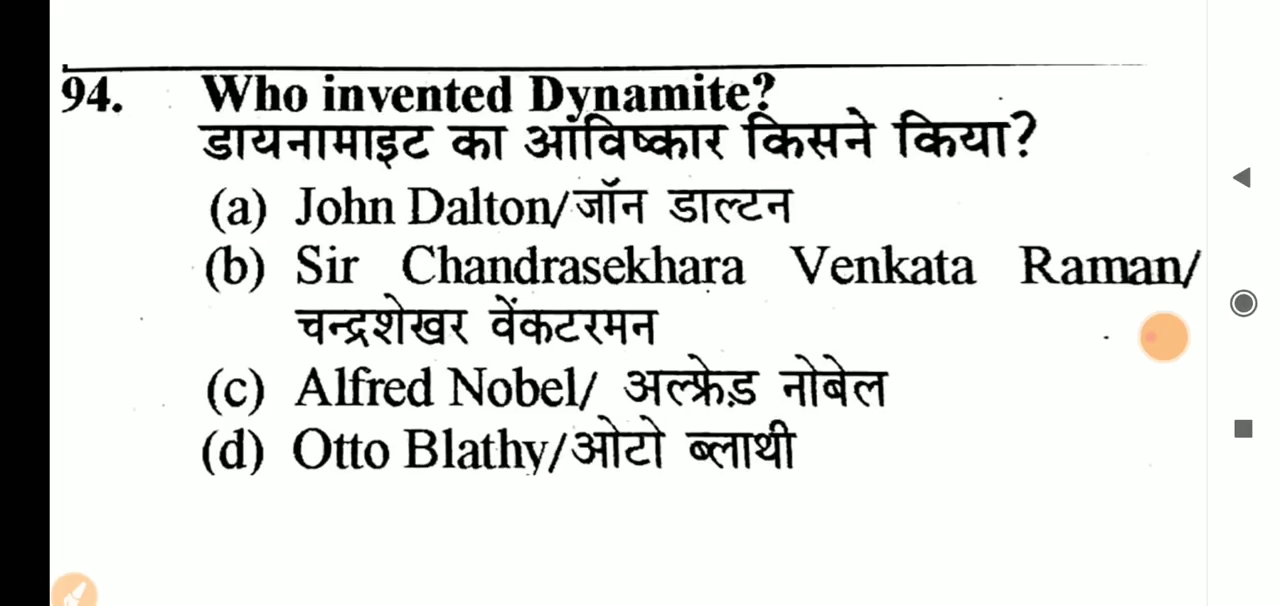 94. Who invented Dynamite?
डायनामाइट का आविष्कार किसने किया?
(a) John Dalton/जॉन डाल्टन
(b) Sir Chandrasekhara Venkata Raman/
चन्द्रशेखर वेंकटरमन
(c) Alfred Nobel/ अल्फ्रेड़ नोबेल
(d) Otto Blathy/ओटो ब्लाथी